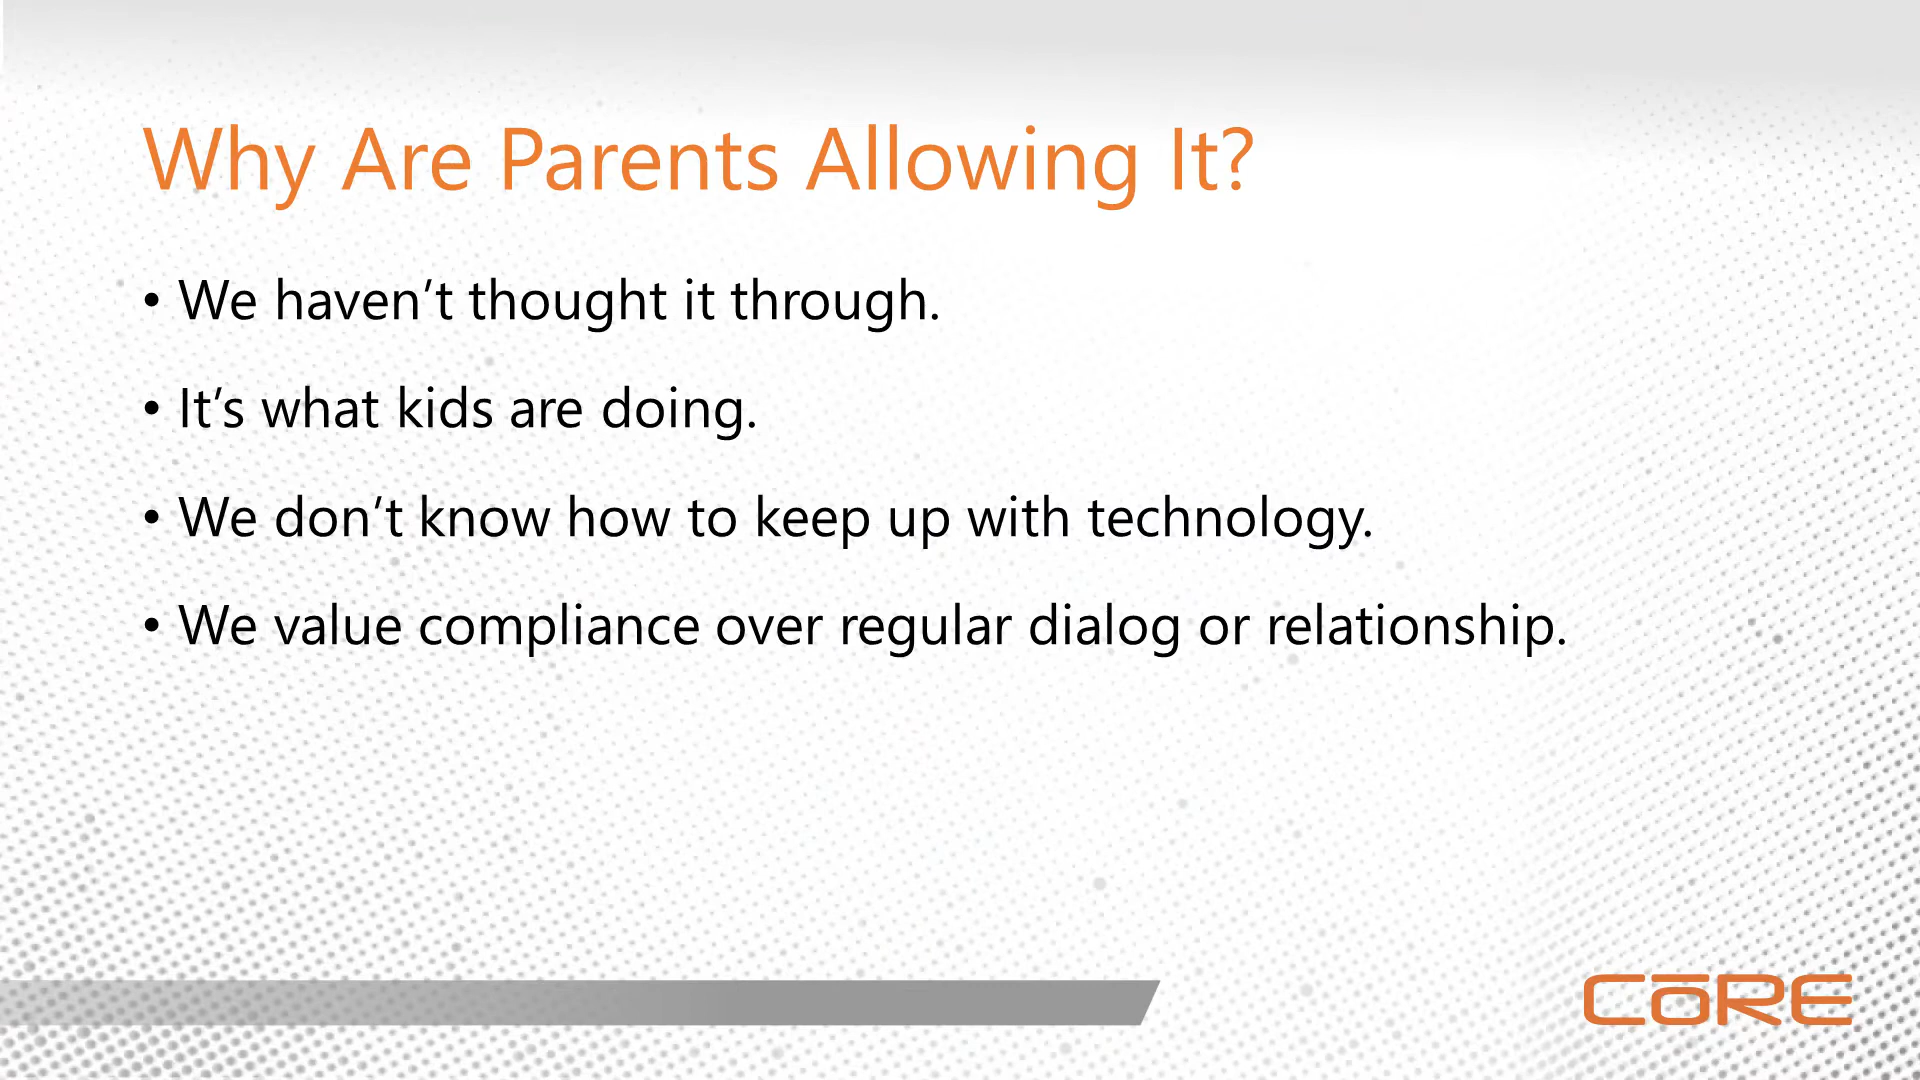 Why Are Parents Allowing It?
• We haven’t thought it through.
• It’s what kids are doing.
• We don’t know how to keep up with technology.
• We value compliance over regular dialog or relationship.
CōRE